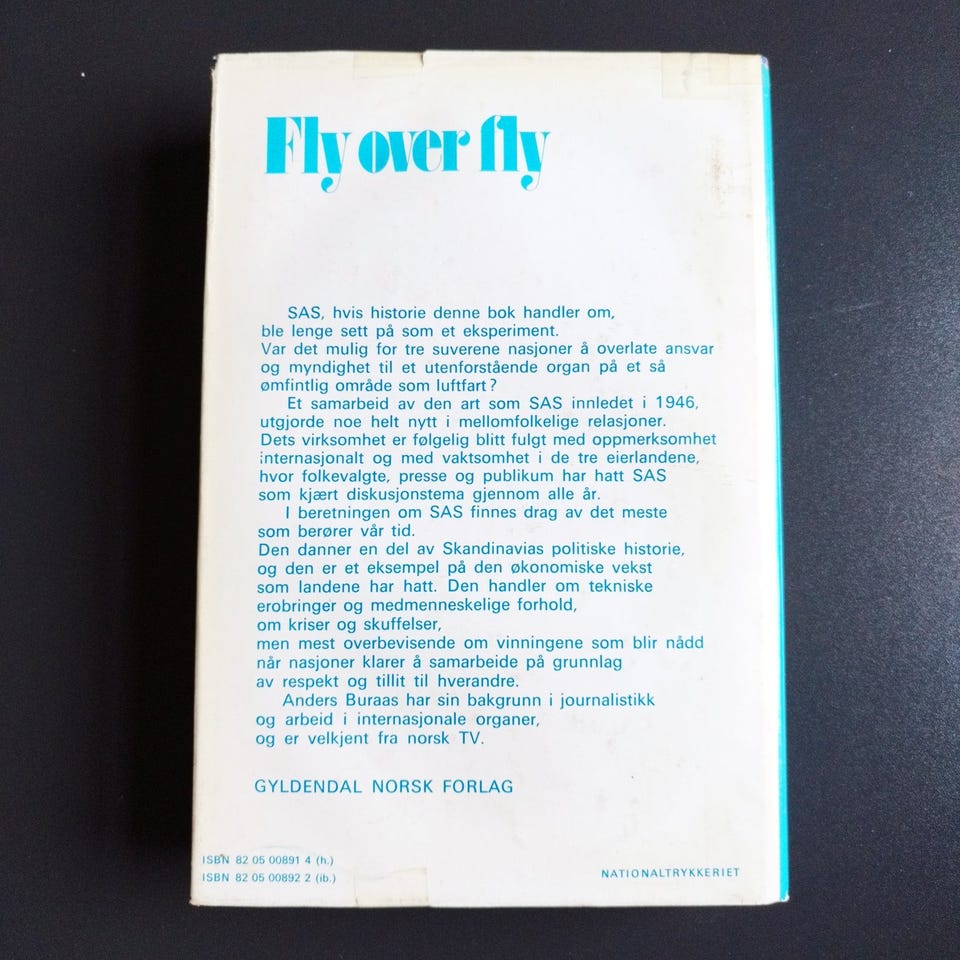 Fly over fly
SAS, hvis historie denne bok handler om,
ble lenge sett på som et eksperiment.
Var det mulig for tre suverene nasjoner å overlate ansvar
og myndighet til et utenforstående organ på et så
ømfintlig område som luftfart?
Et samarbeid av den art som SAS innledet i 1946,
utgjorde noe helt nytt i mellomfolkelige relasjoner.
Dets virksomhet er følgelig blitt fulgt med oppmerksomhet
internasjonalt og med vaktsomhet i de tre eierlandene,
hvor folkevalgte, presse og publikum har hatt SAS
som kjært diskusjonstema gjennom alle år.
I beretningen om SAS finnes drag av det meste
som berører vår tid.
Den danner en del av Skandinavias politiske historie,
og den er et eksempel på den økonomiske vekst
som landene har hatt. Den handler om tekniske
erobringer og medmenneskelige forhold,
om kriser og skuffelser,
men mest overbevisende om vinningene som blir nådd
når nasjoner klarer å samarbeide på grunnlag
av respekt og tillit til hverandre.
Anders Buraas har sin bakgrunn i journalistikk
og arbeid i internasjonale organer,
og er velkjent fra norsk TV.
GYLDENDAL NORSK FORLAG
ISBN 82 05 00891 4 (h.)
ISBN 82 05 00892 2 (ib.)
NATIONALTRYKKERIET